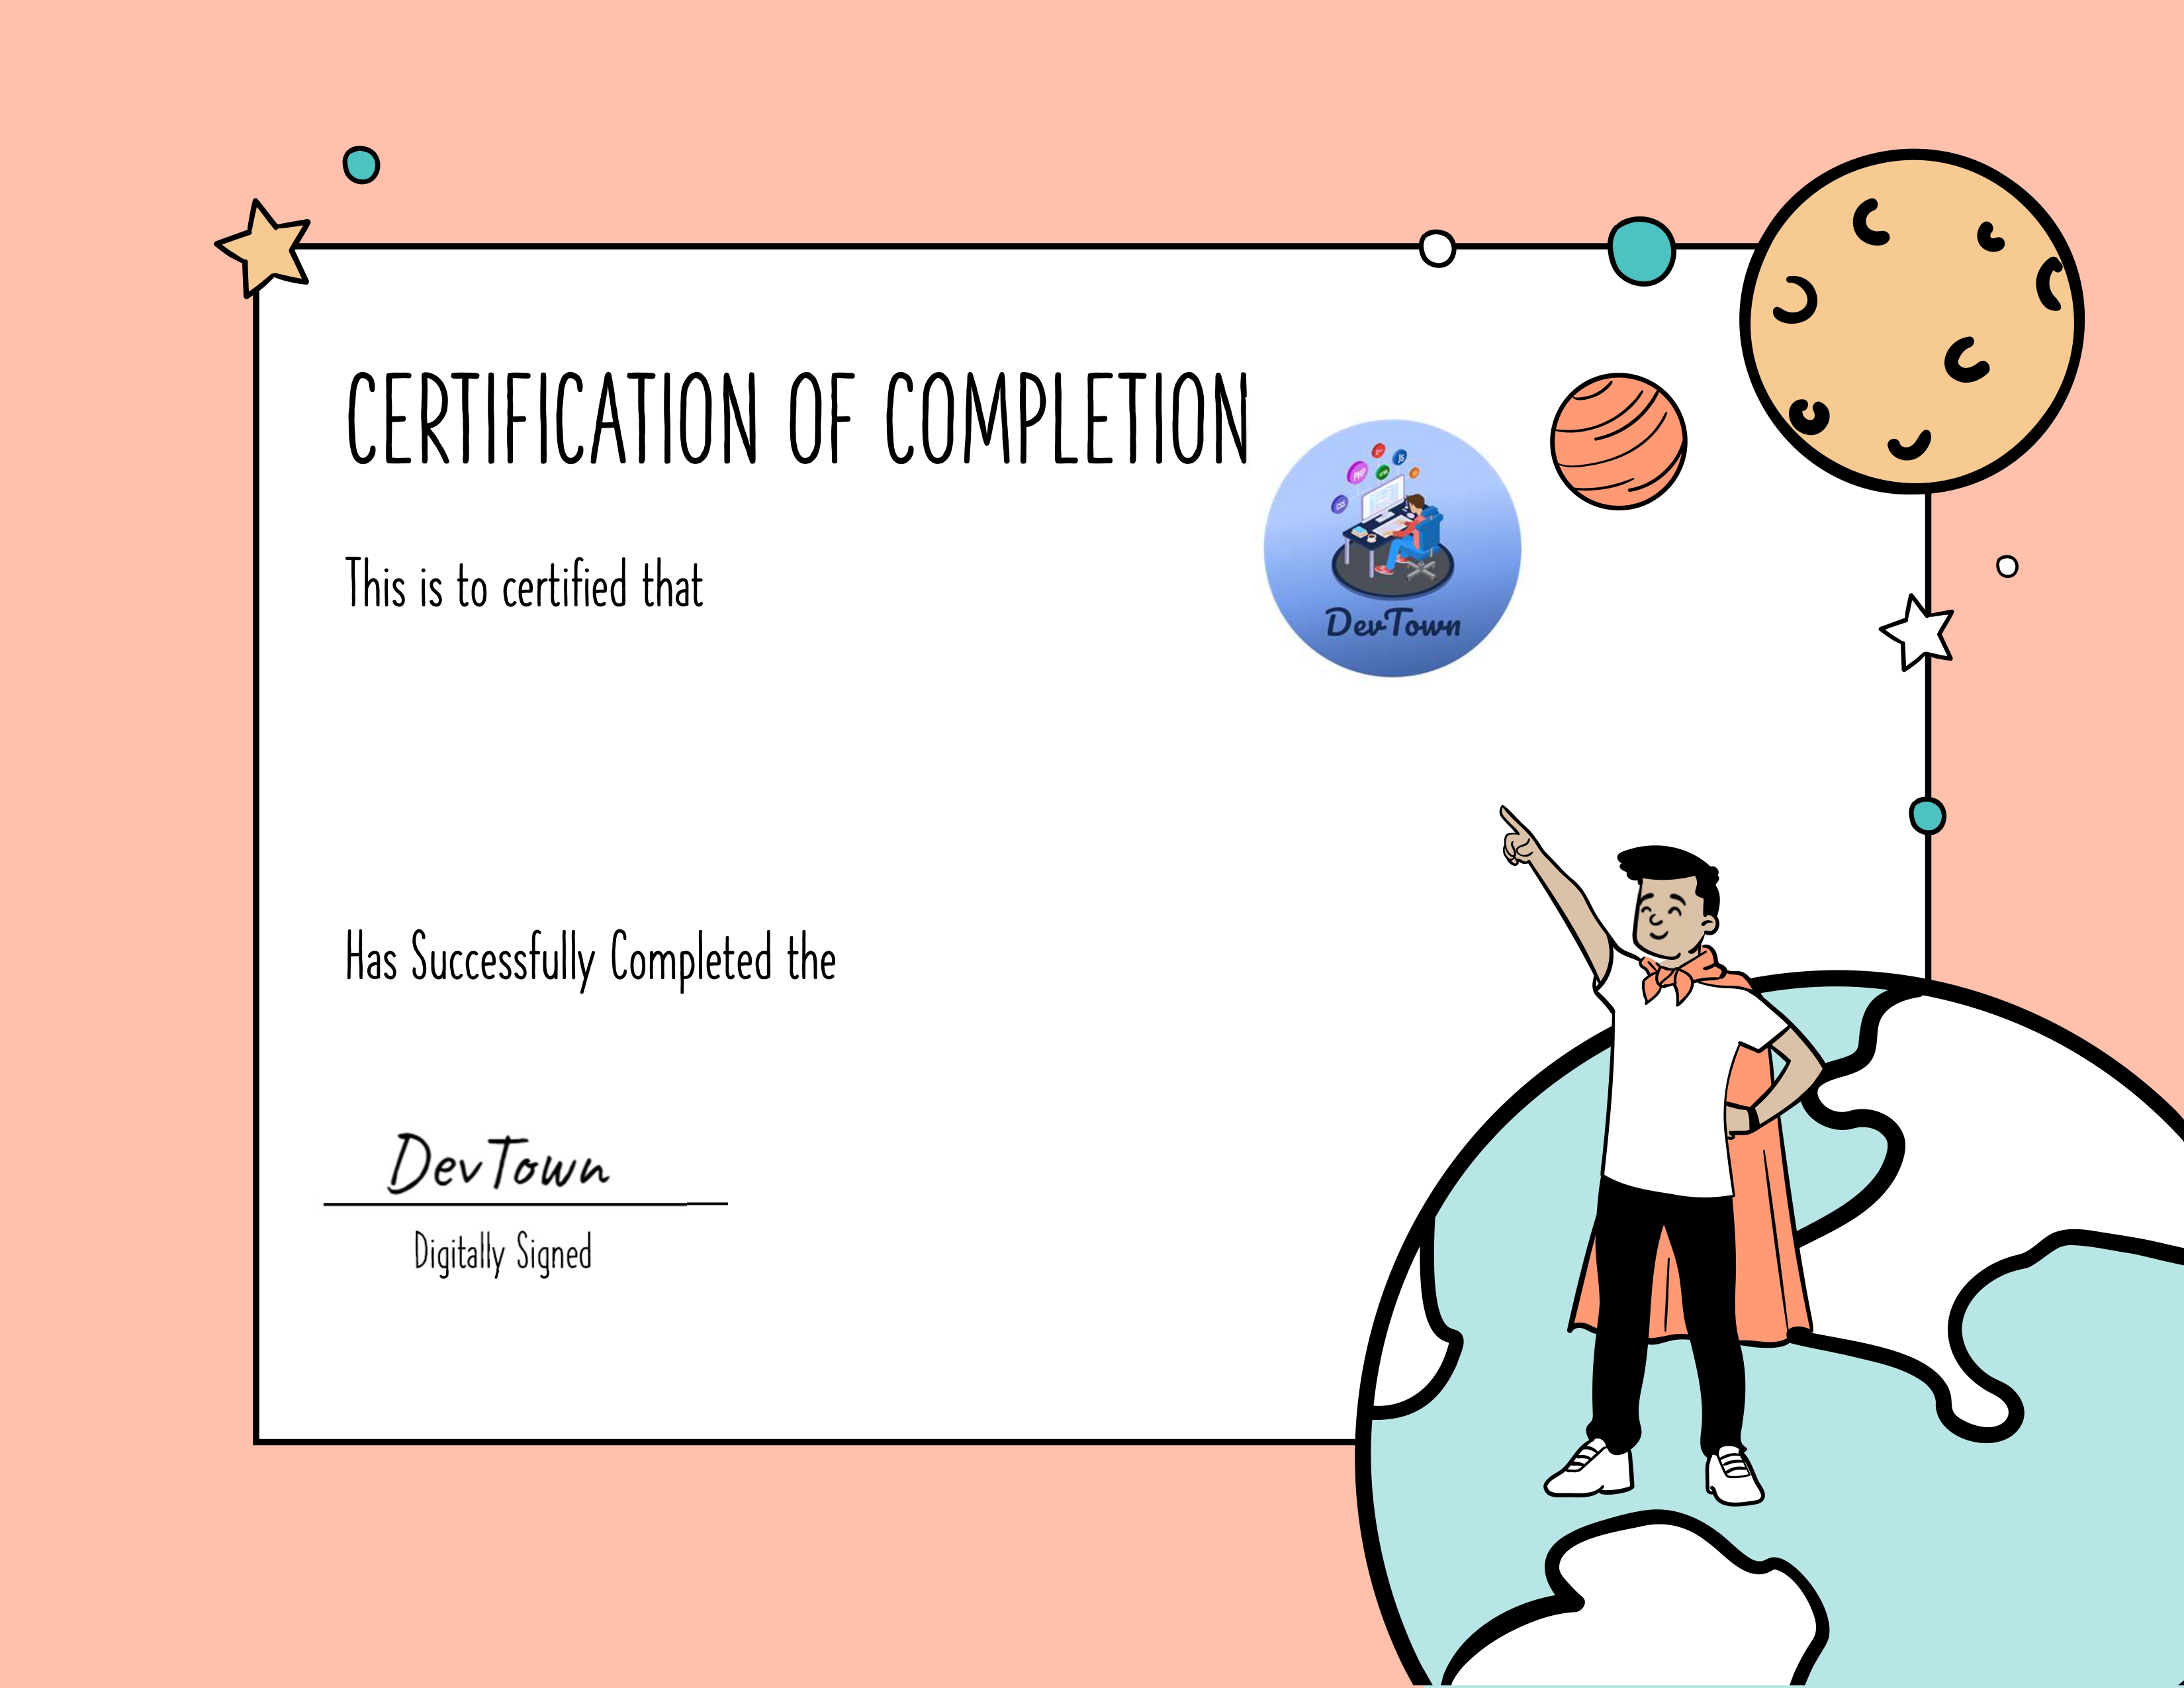 CERTIFICATION OF COMPLETION
This is to certified that
DevTown
Has Successfully Completed the
DevTown
Digitally Signed